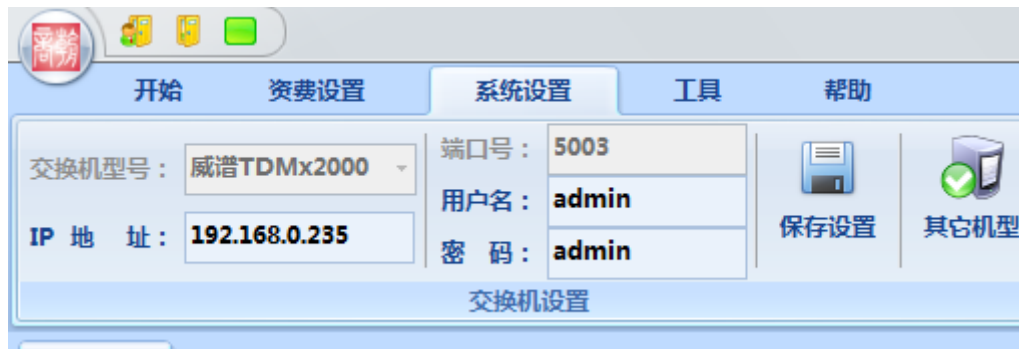 开始 资费设置 系统设置 工具 帮助
交换机型号： 威谱TDMx2000 端口号： 5003
用户名： admin
IP 地 址： 192.168.0.235 密 码： admin
保存设置 其它机型
交换机设置